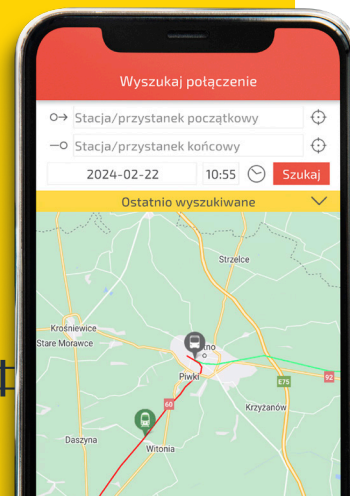 Wyszukaj połączenie
Stacja/przystanek początkowy
Stacja/przystanek końcowy
2024-02-22 10:55 Szukaj
Ostatnio wyszukiwane
Strzelce
Krośniewice
Stare Morawce
no
Piwki
E75
92
60
Krzyżanów
Daszyna
Witonia